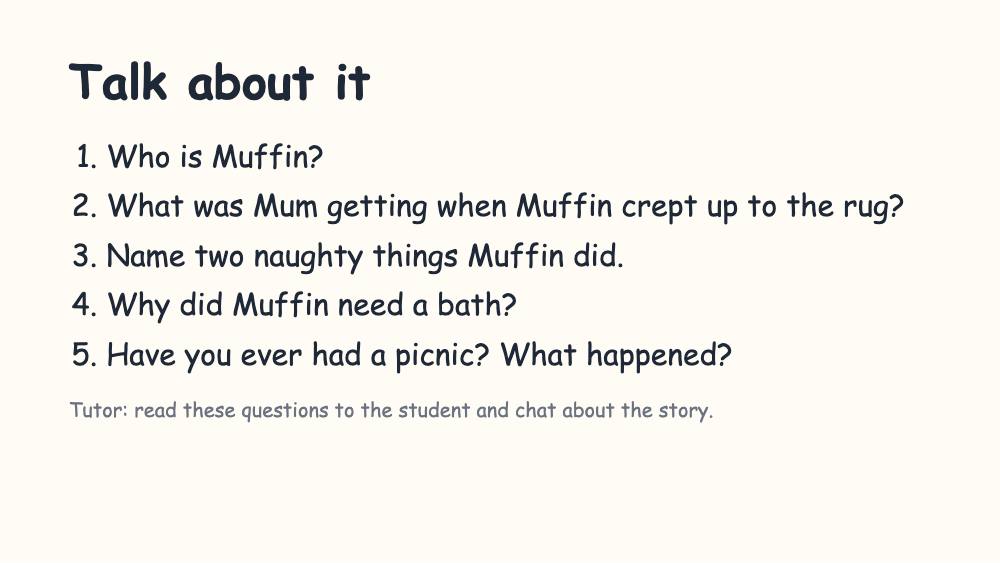 Talk about it
1. Who is Muffin?
2. What was Mum getting when Muffin crept up to the rug?
3. Name two naughty things Muffin did.
4. Why did Muffin need a bath?
5. Have you ever had a picnic? What happened?
Tutor: read these questions to the student and chat about the story.